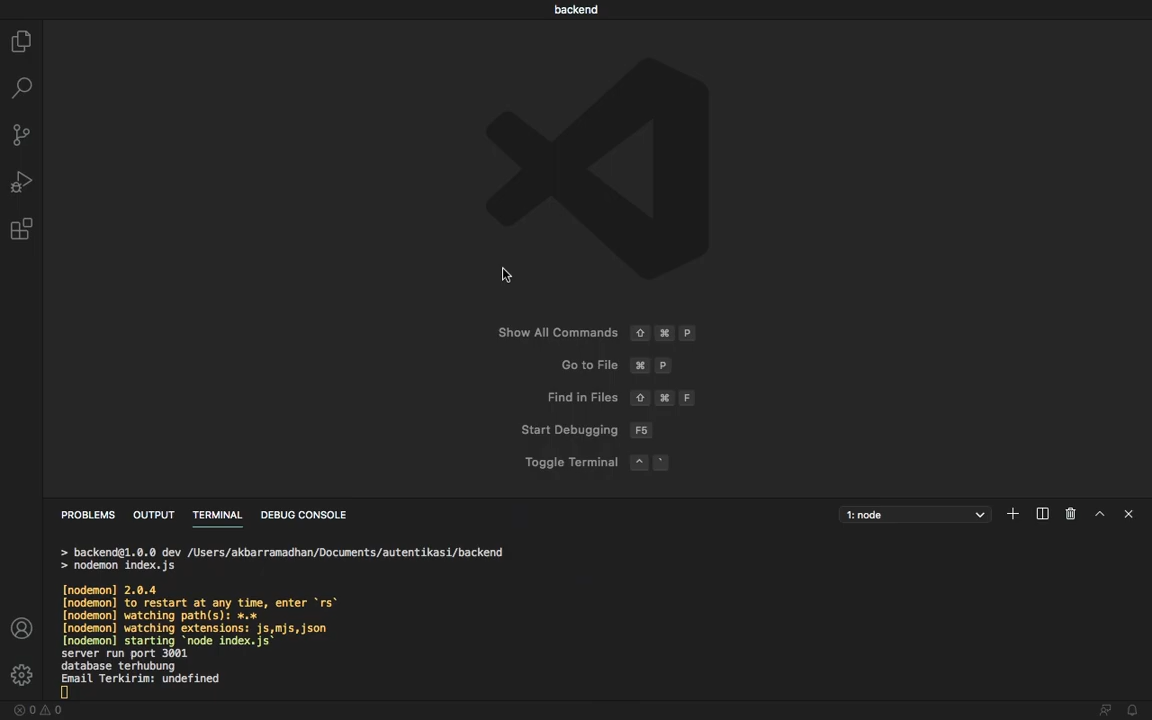 backend
Show All Commands ⇧ ⌘ P
Go to File ⌘ P
Find in Files ⇧ ⌘ F
Start Debugging F5
Toggle Terminal ^ `
PROBLEMS OUTPUT TERMINAL DEBUG CONSOLE 1: node
> backend@1.0.0 dev /Users/akbarramadhan/Documents/autentikasi/backend
> nodemon index.js
[nodemon] 2.0.4
[nodemon] to restart at any time, enter `rs`
[nodemon] watching path(s): *.*
[nodemon] watching extensions: js,mjs,json
[nodemon] starting `node index.js`
server run port 3001
database terhubung
Email Terkirim: undefined
0 0